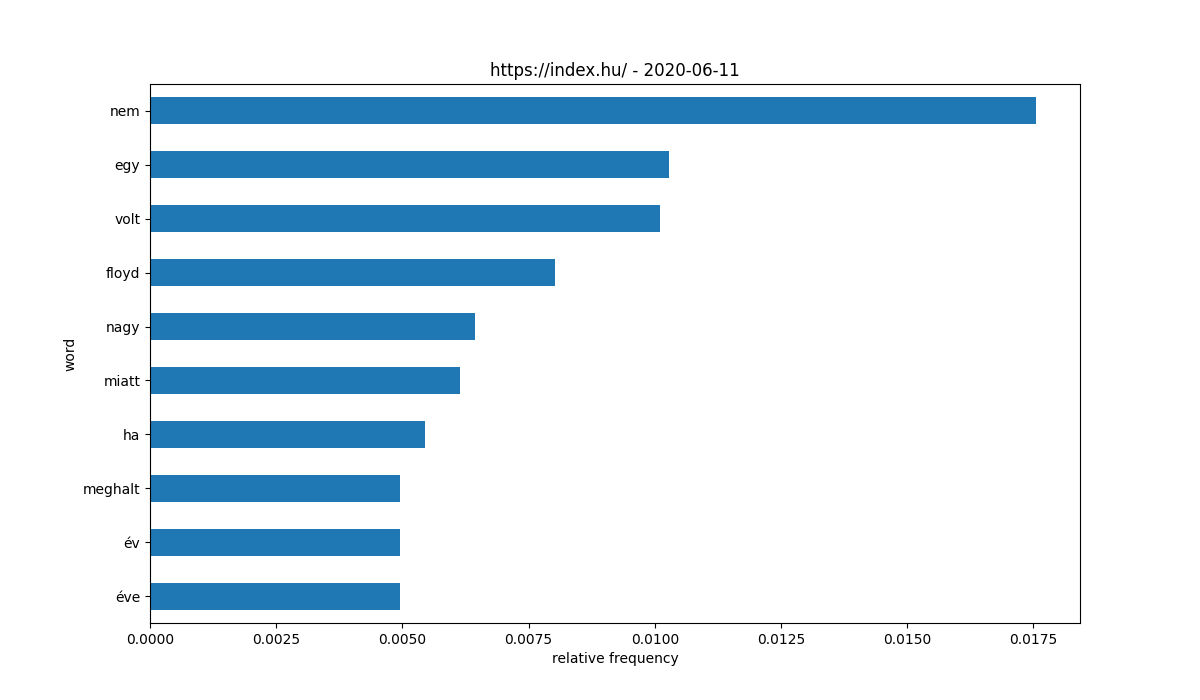 https://index.hu/ - 2020-06-11
nem
egy
volt
floyd
nagy
miatt
ha
meghalt
év
éve
word
0.0000 0.0025 0.0050 0.0075 0.0100 0.0125 0.0150 0.0175
relative frequency